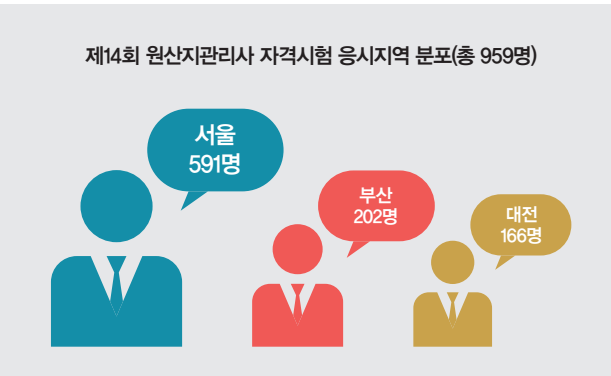 제14회 원산지관리사 자격시험 응시지역 분포(총 959명)
서울
591명
부산
202명
대전
166명